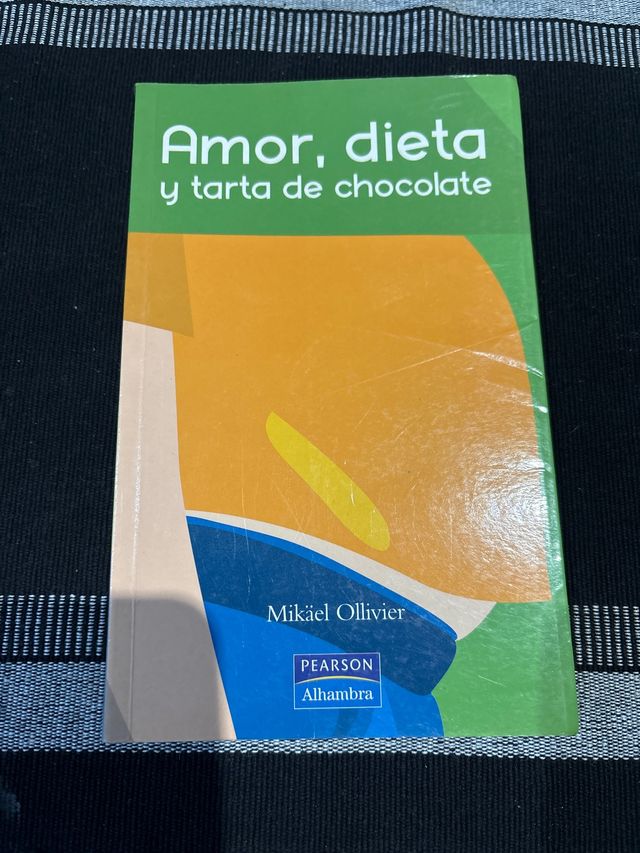 Amor, dieta
y tarta de chocolate
Mikäel Ollivier
PEARSON
Alhambra